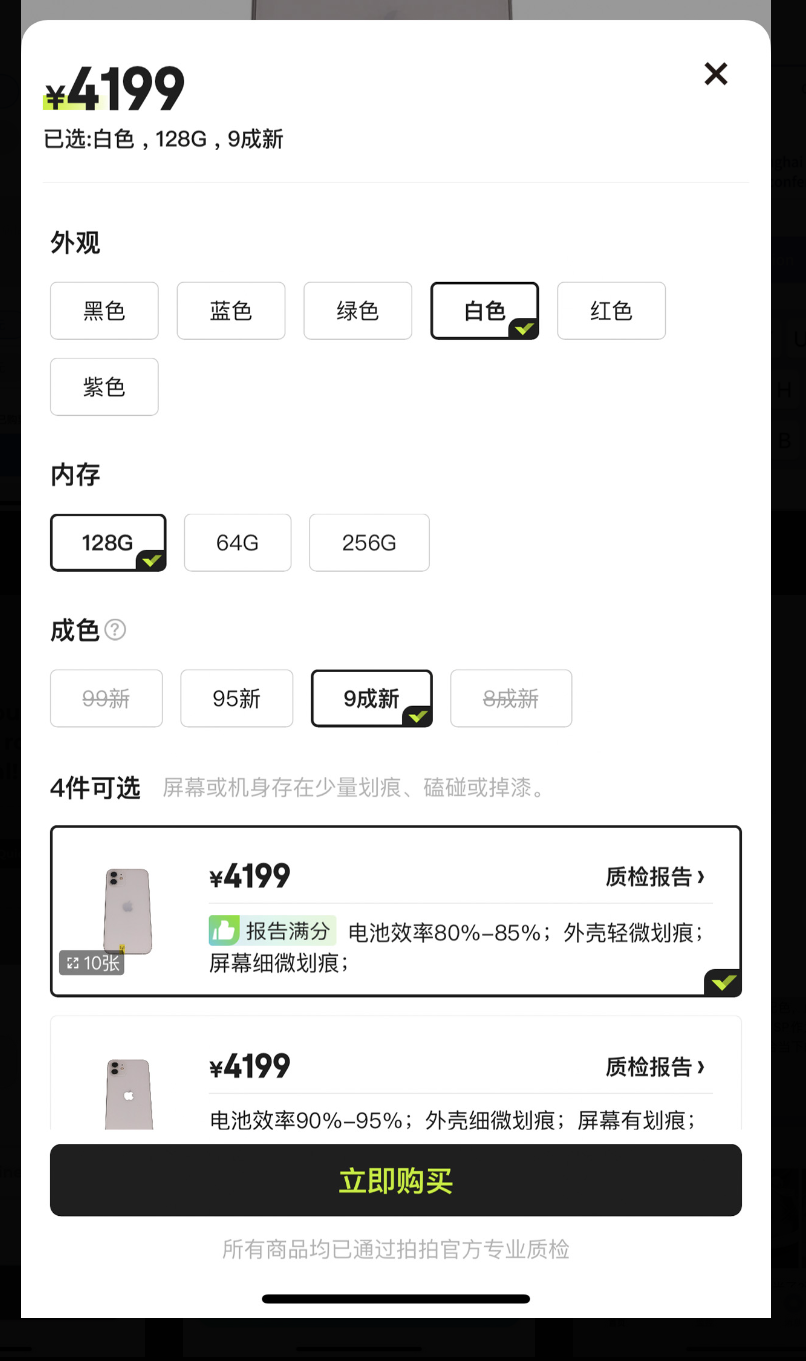 ¥4199
已选:白色，128G，9成新
外观
黑色
蓝色
绿色
白色
红色
紫色
内存
128G
64G
256G
成色?
99新
95新
9成新
8成新
4件可选 屏幕或机身存在少量划痕、磕碰或掉漆。
¥4199 质检报告›
报告满分 电池效率80%–85%；外壳轻微划痕；
屏幕细微划痕；
10张
¥4199 质检报告›
电池效率90%–95%；外壳细微划痕；屏幕有划痕；
立即购买
所有商品均已通过拍拍官方专业质检